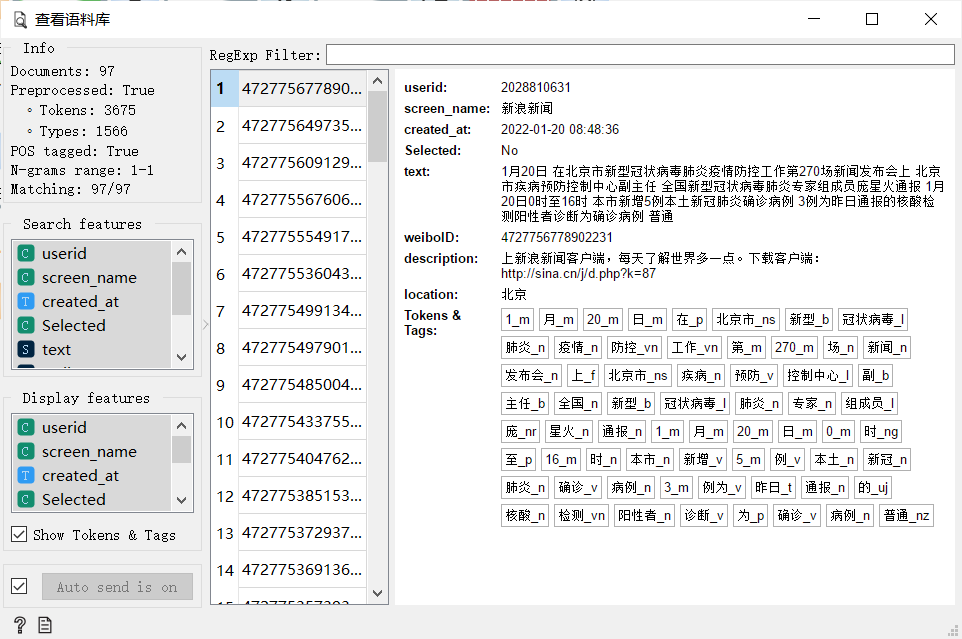 查看语料库
Info
Documents: 97
Preprocessed: True
◦ Tokens: 3675
◦ Types: 1566
POS tagged: True
N-grams range: 1-1
Matching: 97/97
Search features
C userid
C screen_name
T created_at
C Selected
S text
Display features
C userid
C screen_name
T created_at
C Selected
Show Tokens & Tags
Auto send is on
RegExp Filter:
1 472775677890...
2 472775649735...
3 472775609129...
4 472775567606...
5 472775554917...
6 472775536043...
7 472775499134...
8 472775497901...
9 472775485004...
10 472775433755...
11 472775404762...
12 472775385153...
13 472775372937...
14 472775369136...
userid: 2028810631
screen_name: 新浪新闻
created_at: 2022-01-20 08:48:36
Selected: No
text: 1月20日 在北京市新型冠状病毒肺炎疫情防控工作第270场新闻发布会上 北京
市疾病预防控制中心副主任 全国新型冠状病毒肺炎专家组成员庞星火通报 1月
20日0时至16时 本市新增5例本土新冠肺炎确诊病例 3例为昨日通报的核酸检
测阳性者诊断为确诊病例 普通
weiboID: 4727756778902231
description: 上新浪新闻客户端，每天了解世界多一点。下载客户端：
http://sina.cn/j/d.php?k=87
location: 北京
Tokens &
Tags:
1_m 月_m 20_m 日_m 在_p 北京市_ns 新型_b 冠状病毒_l
肺炎_n 疫情_n 防控_vn 工作_vn 第_m 270_m 场_n 新闻_n
发布会_n 上_f 北京市_ns 疾病_n 预防_v 控制中心_l 副_b
主任_b 全国_n 新型_b 冠状病毒_l 肺炎_n 专家_n 组成员_l
庞_nr 星火_n 通报_n 1_m 月_m 20_m 日_m 0_m 时_ng
至_p 16_m 时_n 本市_n 新增_v 5_m 例_v 本土_n 新冠_n
肺炎_n 确诊_v 病例_n 3_m 例为_v 昨日_t 通报_n 的_uj
核酸_n 检测_vn 阳性者_n 诊断_v 为_p 确诊_v 病例_n 普通_nz